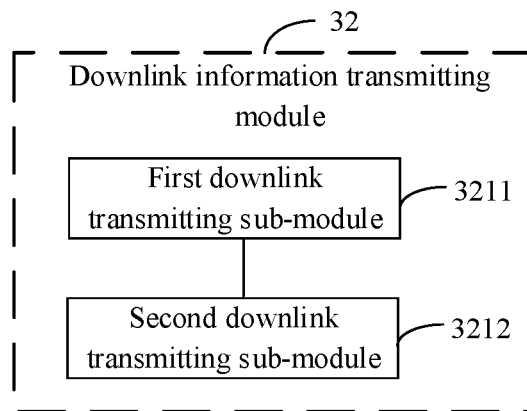 32
Downlink information transmitting
module
First downlink
transmitting sub-module
3211
Second downlink
transmitting sub-module
3212